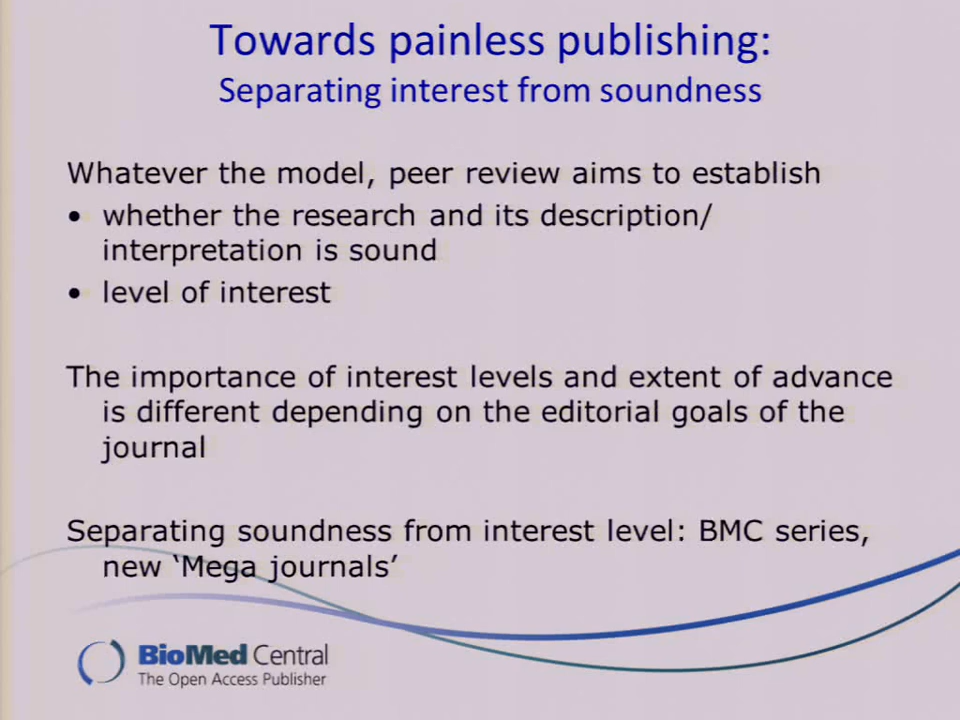 Towards painless publishing:
Separating interest from soundness
Whatever the model, peer review aims to establish
• whether the research and its description/
interpretation is sound
• level of interest
The importance of interest levels and extent of advance
is different depending on the editorial goals of the
journal
Separating soundness from interest level: BMC series,
new ‘Mega journals’
BioMed Central
The Open Access Publisher